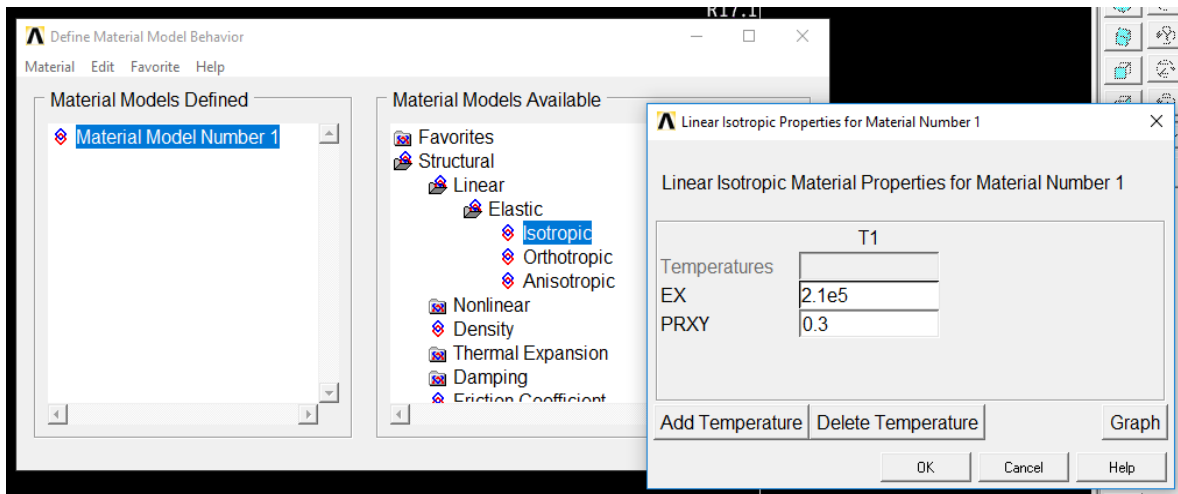 R17.1
Define Material Model Behavior
Material Edit Favorite Help
Material Models Defined
Material Model Number 1
Material Models Available
Favorites
Structural
Linear
Elastic
Isotropic
Orthotropic
Anisotropic
Nonlinear
Density
Thermal Expansion
Damping
Friction Coefficient
Linear Isotropic Properties for Material Number 1
Linear Isotropic Material Properties for Material Number 1
T1
Temperatures
EX 2.1e5
PRXY 0.3
Add Temperature Delete Temperature Graph
OK Cancel Help